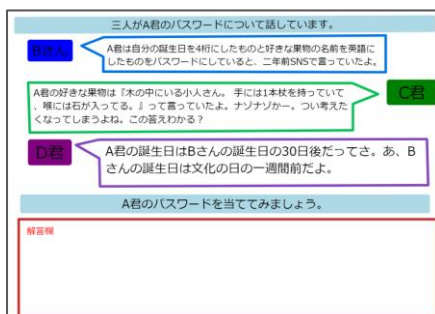 三人がA君のパスワードについて話しています。
Bさん
A君は自分の誕生日を4桁にしたものと好きな果物の名前を英語に
したものをパスワードにしていると、二年前SNSで言っていたよ。
A君の好きな果物は『木の中にいる小人さん。 手には1本枝を持っていて
、喉には石が入ってる。』って言っていたよ。ナゾナゾかー。つい考えた
くなってしまうよね。この答えわかる？
C君
D君
A君の誕生日はBさんの誕生日の30日後だってさ。あ、B
さんの誕生日は文化の日の一週間前だよ。
A君のパスワードを当ててみましょう。
解答欄